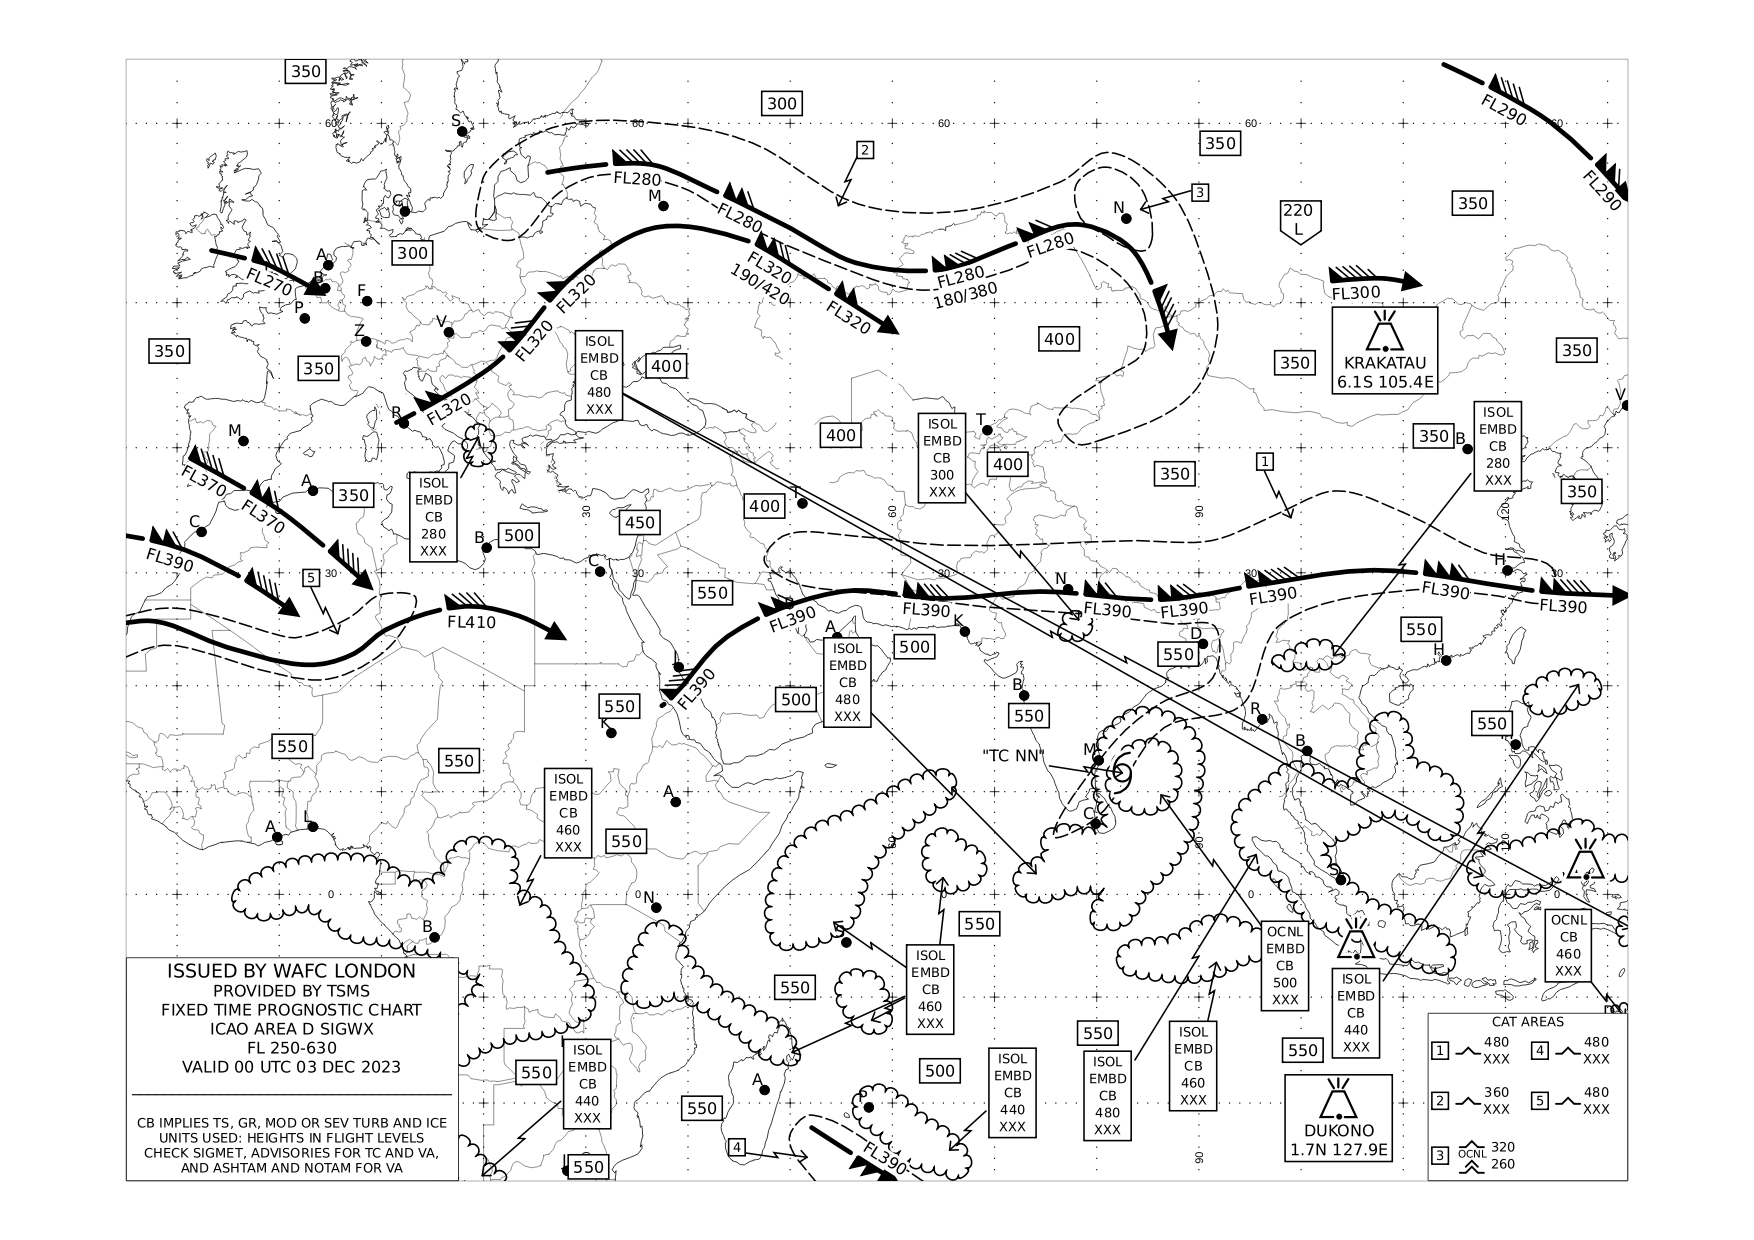 350
60
60
60
60
60
300
350
350
350
FL290
FL290
S
2
3
C
FL280
M
FL280
N
220
L
A
300
B
FL270
FL280
FL280
180/380
FL320
190/420
FL320
FL320
FL320
FL320
FL300
KRAKATAU
6.1S 105.4E
F
P
Z
V
350
350
400
400
350
350
ISOL
EMBD
CB
480
XXX
R
M
400
T
400
ISOL
EMBD
CB
300
XXX
350
B
ISOL
EMBD
CB
280
XXX
V
350
1
350
FL370
A
350
FL370
C
ISOL
EMBD
CB
280
XXX
B
500
30
450
400
T
60
90
120
FL390
5
30
C
30
30
30
H
30
550
FL390
FL390
N
FL390
FL390
FL390
FL390
FL390
FL410
A
K
500
D
550
550
H
FL390
J
ISOL
EMBD
CB
480
XXX
500
550
K
B
550
R
550
550
550
"TC NN"
M
B
ISOL
EMBD
CB
460
XXX
A
A
L
550
C
60
90
120
0
0
0
0
0
N
B
S
S
550
550
ISOL
EMBD
CB
460
XXX
OCNL
EMBD
CB
500
XXX
ISOL
EMBD
CB
440
XXX
OCNL
CB
460
XXX
ISSUED BY WAFC LONDON
PROVIDED BY TSMS
FIXED TIME PROGNOSTIC CHART
ICAO AREA D SIGWX
FL 250-630
VALID 00 UTC 03 DEC 2023
CB IMPLIES TS, GR, MOD OR SEV TURB AND ICE
UNITS USED: HEIGHTS IN FLIGHT LEVELS
CHECK SIGMET, ADVISORIES FOR TC AND VA,
AND ASHTAM AND NOTAM FOR VA
550
ISOL
EMBD
CB
440
XXX
550
A
550
4
FL390
P
500
ISOL
EMBD
CB
440
XXX
550
ISOL
EMBD
CB
480
XXX
ISOL
EMBD
CB
460
XXX
90
550
DUKONO
1.7N 127.9E
CAT AREAS
1 480 XXX
4 480 XXX
2 360 XXX
5 480 XXX
3 OCNL 320 260